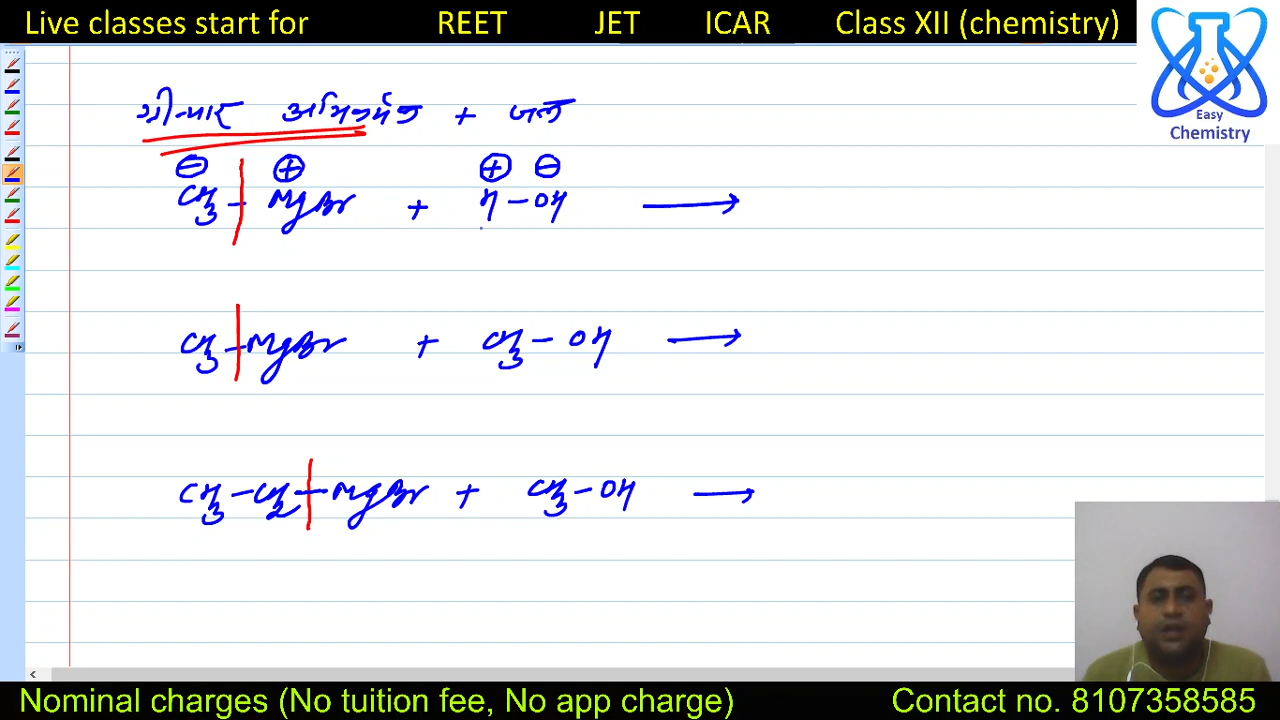 Live classes start for REET JET ICAR Class XII (chemistry)
Easy
Chemistry
ग्रीन्यार अभिकर्मक + जल
⊖ ⊕ ⊕ ⊖
CH3 - MgBr + H - OH ⟶
CH3 - MgBr + CH3 - OH ⟶
CH3 - CH2 - MgBr + CH3 - OH ⟶
Nominal charges (No tuition fee, No app charge) Contact no. 8107358585